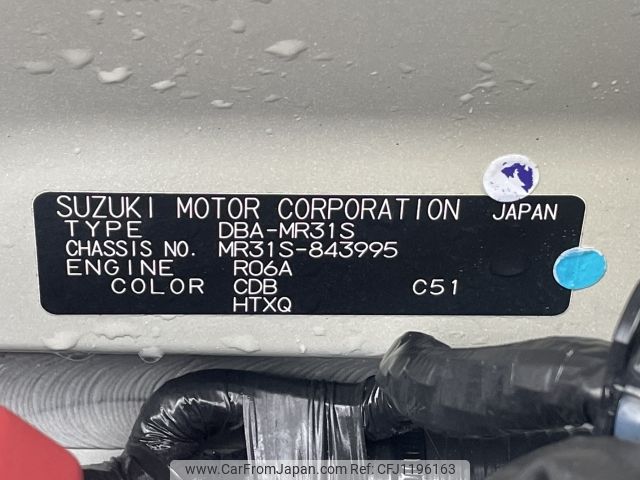 SUZUKI MOTOR CORPORATION JAPAN
TYPE DBA-MR31S
CHASSIS NO. MR31S-843995
ENGINE R06A
COLOR CDB C51
HTXQ
www.CarFromJapan.com Ref:CFJ1196163